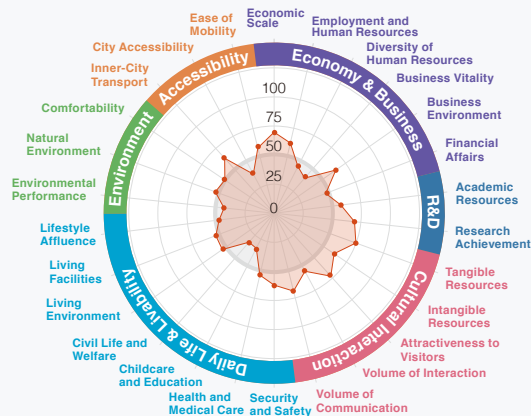 Economic
Scale
Employment and
Human Resources
Diversity of
Human Resources
Business Vitality
Business
Environment
Financial
Affairs
Academic
Resources
Research
Achievement
Tangible
Resources
Intangible
Resources
Attractiveness to
Visitors
Volume of Interaction
Volume of
Communication
Security
and Safety
Health and
Medical Care
Childcare
and Education
Civil Life and
Welfare
Living
Environment
Living
Facilities
Lifestyle
Affluence
Environmental
Performance
Natural
Environment
Comfortability
Inner-City
Transport
City Accessibility
Ease of
Mobility
Economy & Business
R&D
Cultural Interaction
Daily Life & Livability
Environment
Accessibility
100
75
50
25
0